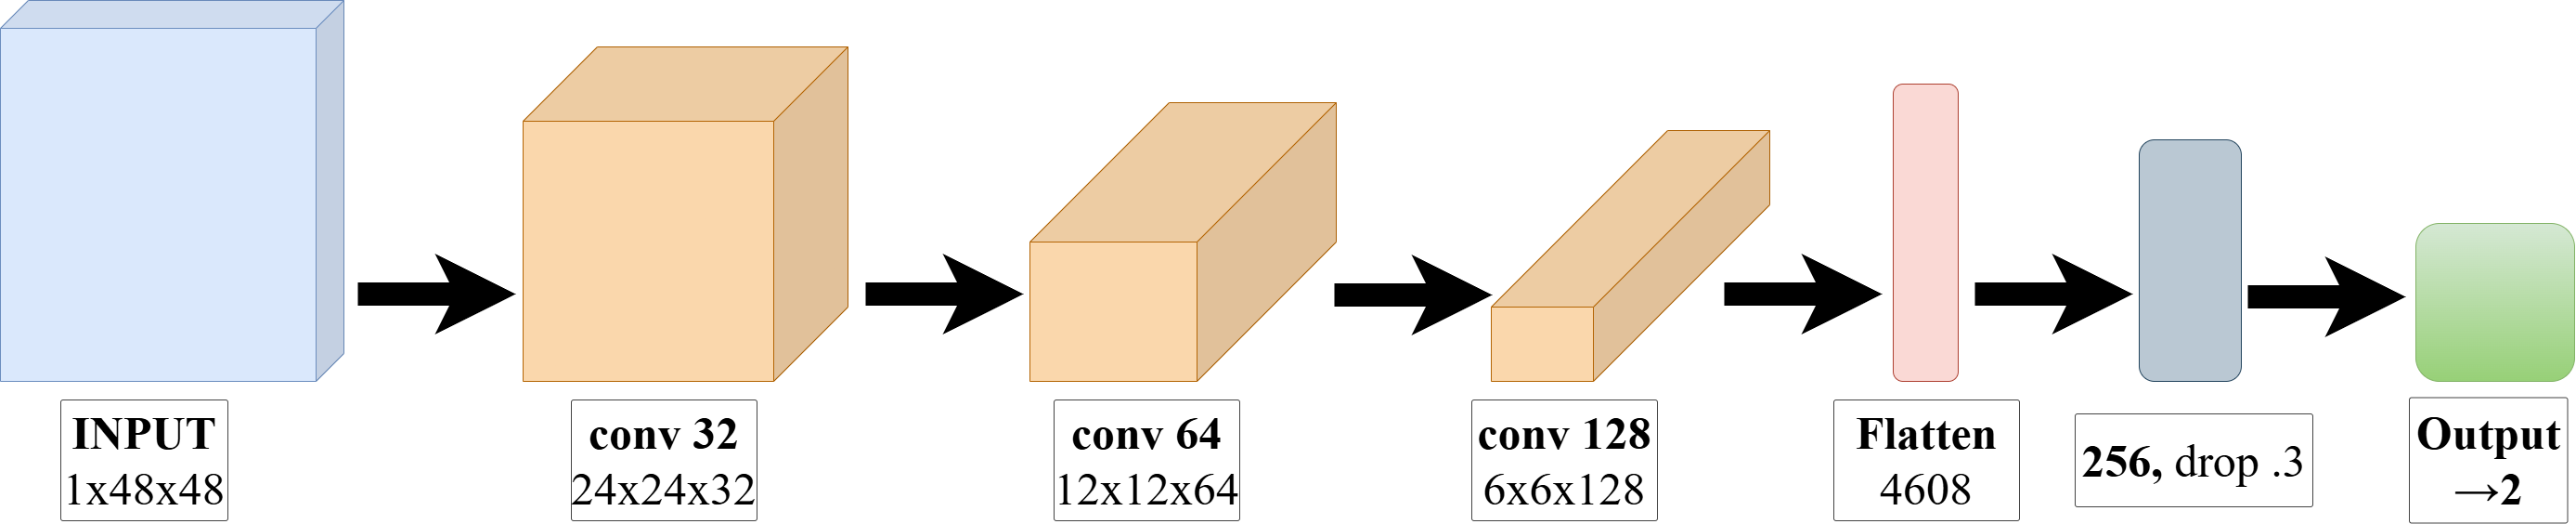 INPUT
1x48x48
conv 32
24x24x32
conv 64
12x12x64
conv 128
6x6x128
Flatten
4608
256, drop .3
Output
→2